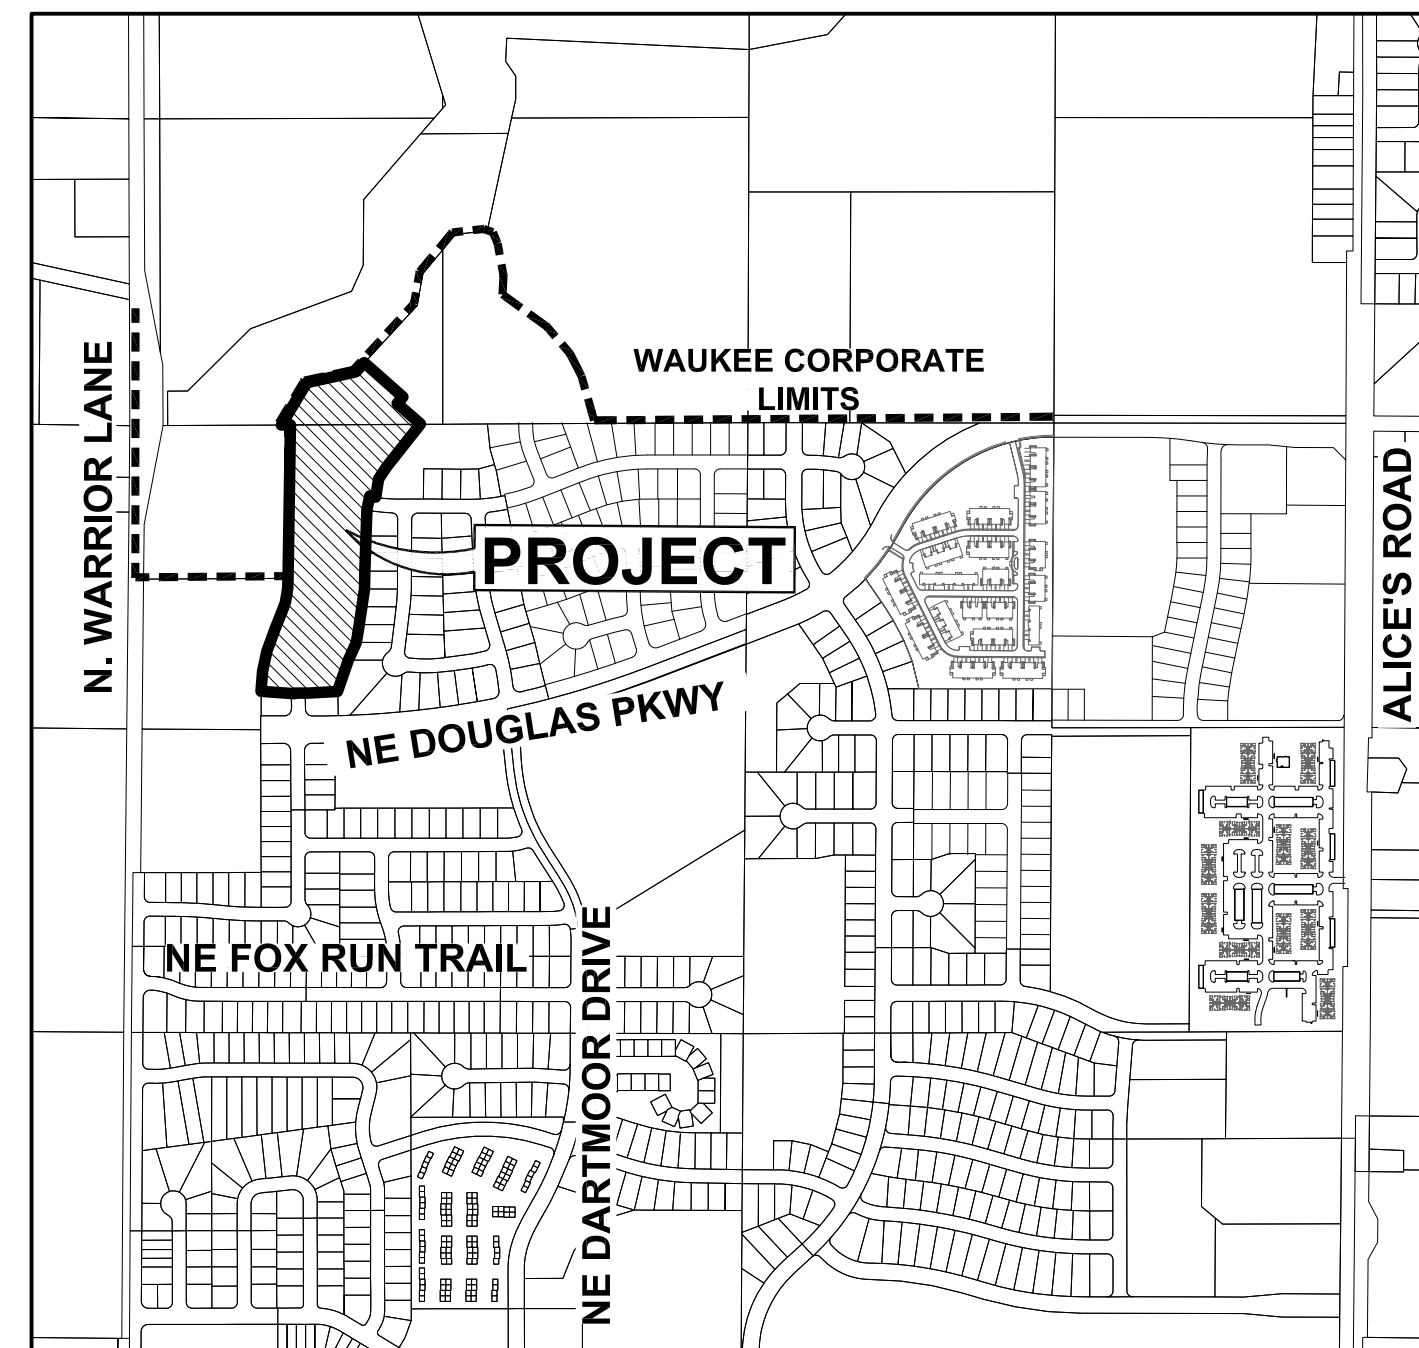 WAUKEE CORPORATE
LIMITS
N. WARRIOR LANE
ALICE'S ROAD
PROJECT
NE DOUGLAS PKWY
NE FOX RUN TRAIL
NE DARTMOOR DRIVE